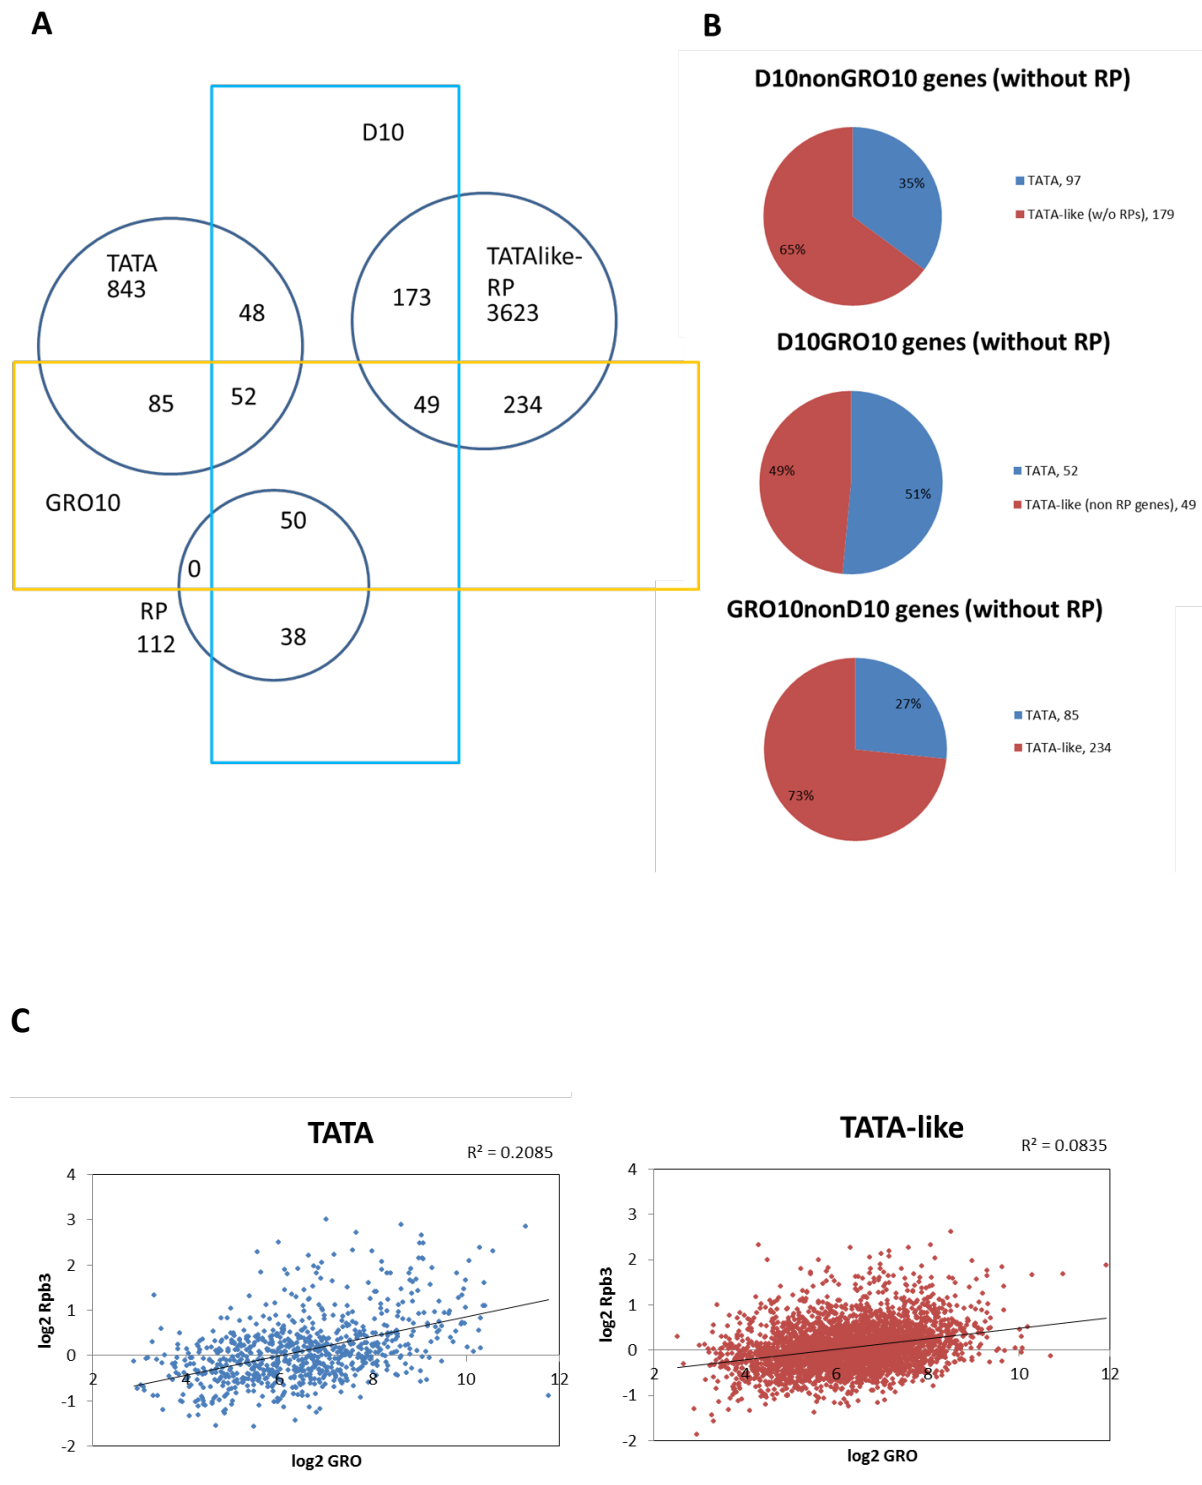 A
D10
TATA
843
48
173
TATAlike-
RP
3623
85
52
49
234
GRO10
50
0
RP
112
38
B
D10nonGRO10 genes (without RP)
35%
65%
TATA, 97
TATA-like (w/o RPs), 179
D10GRO10 genes (without RP)
49%
51%
TATA, 52
TATA-like (non RP genes), 49
GRO10nonD10 genes (without RP)
27%
73%
TATA, 85
TATA-like, 234
C
TATA
R² = 0.2085
4
3
2
1
0
-1
-2
2 4 6 8 10 12
log2 Rpb3
log2 GRO
TATA-like
R² = 0.0835
4
3
2
1
0
-1
-2
2 4 6 8 10 12
log2 Rpb3
log2 GRO